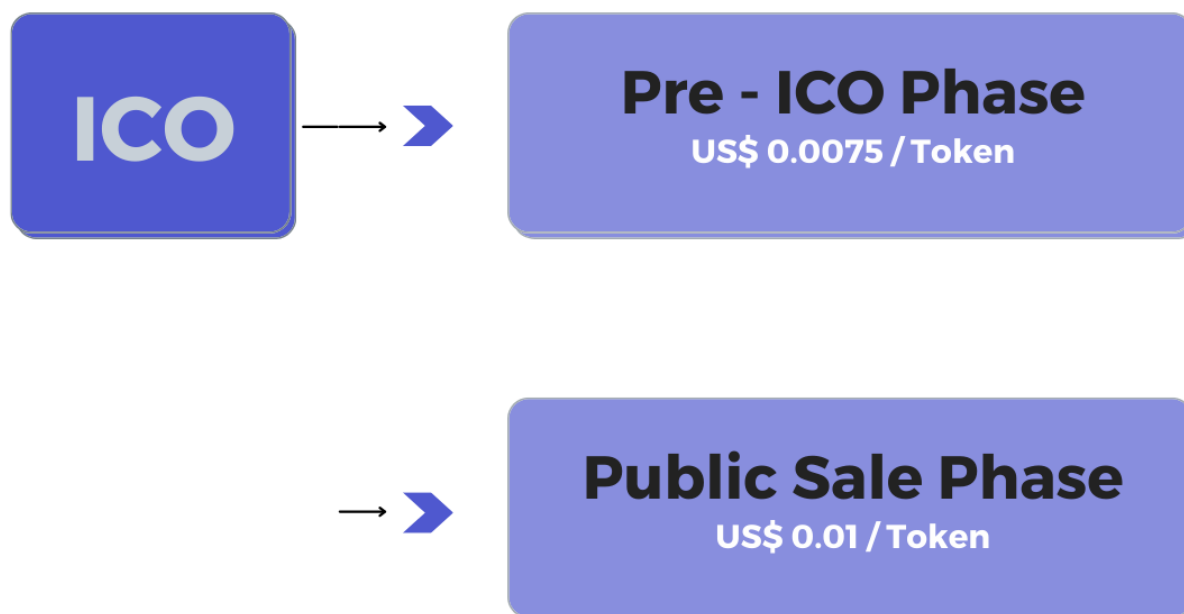 ICO
Pre - ICO Phase
US$ 0.0075 / Token
Public Sale Phase
US$ 0.01 / Token